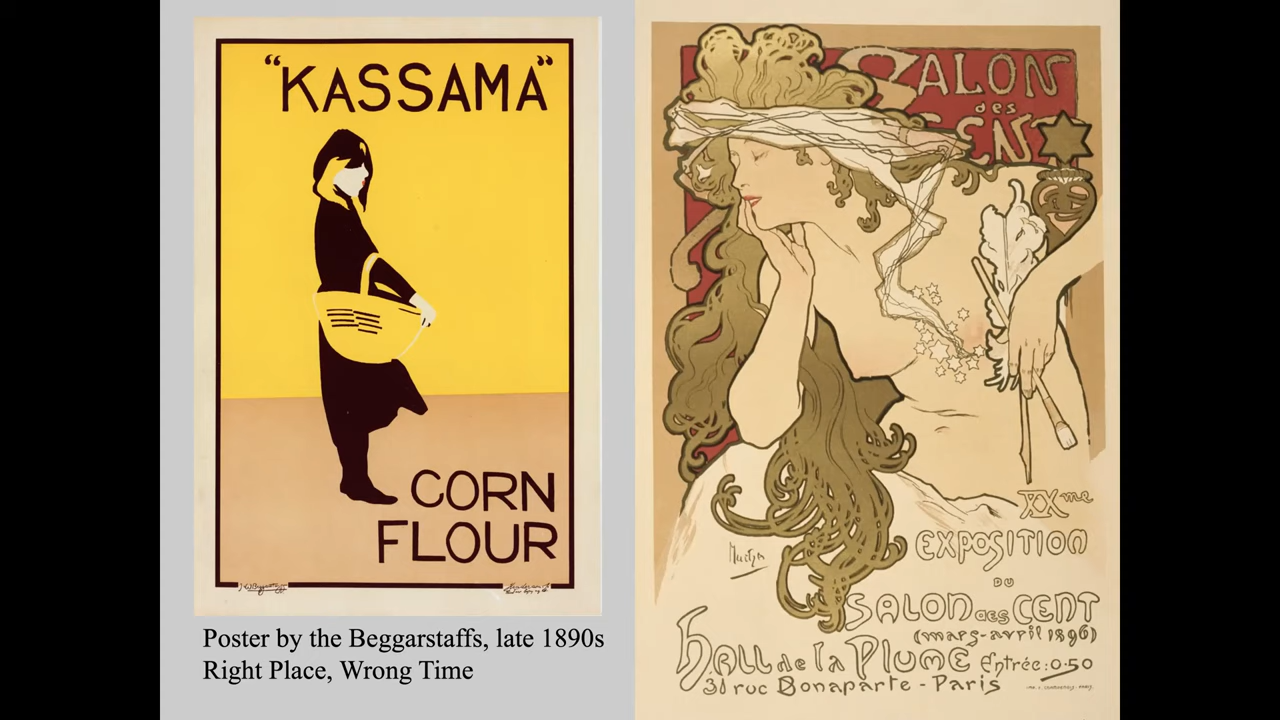 “KASSAMA”
CORN
FLOUR
Poster by the Beggarstaffs, late 1890s
Right Place, Wrong Time
SALON
des
CENT
Mucha
XXme
EXPOSITION
DU
SALON des CENT
(mars-avril 1896)
HALL de la PLUME Entrée: 0.50
31 rue Bonaparte - Paris